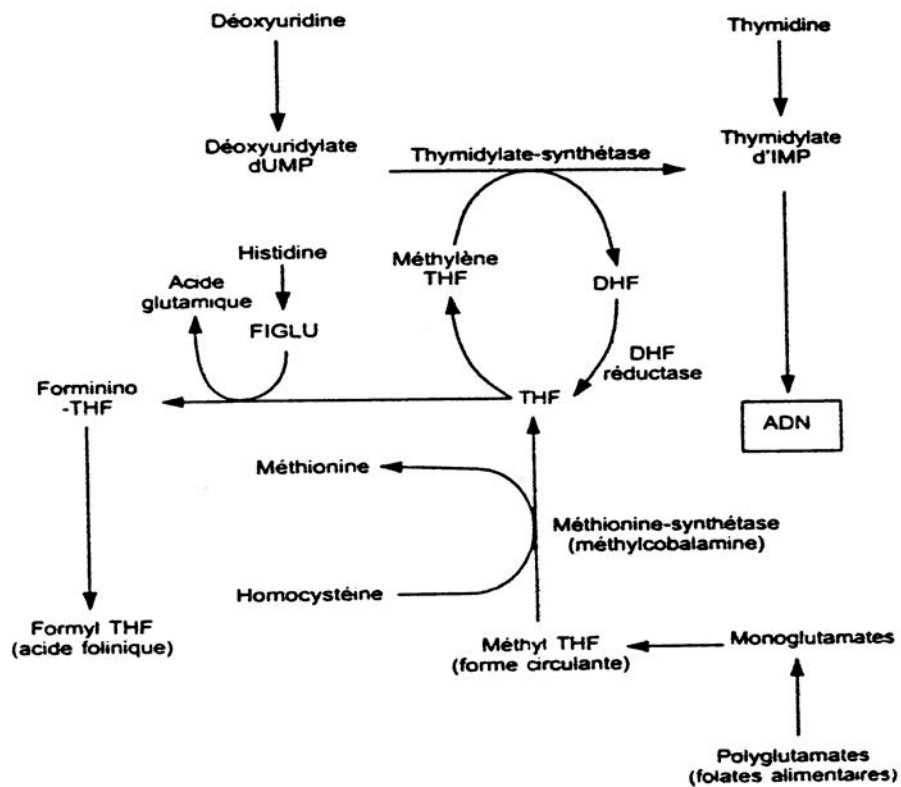 Déoxyuridine
Thymidine
Déoxyuridylate
dUMP
Thymidylate-synthétase
Thymidylate
d'IMP
Histidine
Acide
glutamique
Méthylène
THF
DHF
FIGLU
DHF
réductase
Forminino
-THF
THF
ADN
Méthionine
Méthionine-synthétase
(méthylcobalamine)
Homocystéine
Formyl THF
(acide folinique)
Méthyl THF
(forme circulante)
Monoglutamates
Polyglutamates
(folates alimentaires)